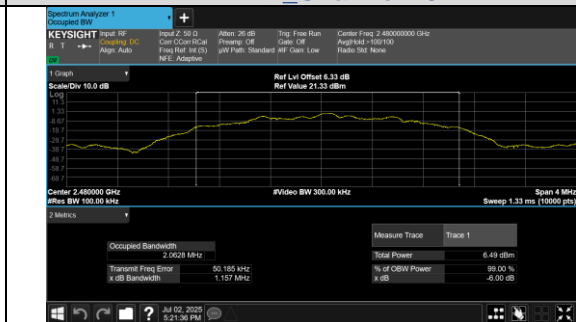 Spectrum Analyzer 1
Occupied BW
KEYSIGHT
R T
Input: RF
Coupling: DC
Align: Auto
Input Z: 50 Ω
Corr CCorr RCal
Freq Ref: Int (S)
NFE: Adaptive
Atten: 26 dB
Preamp: Off
µW Path: Standard
Trig: Free Run
Gate: Off
#IF Gain: Low
Center Freq: 2.480000000 GHz
Avg|Hold:>100/100
Radio Std: None
1 Graph
Scale/Div 10.0 dB
Ref Lvl Offset 6.33 dB
Ref Value 21.33 dBm
Log
11.3
1.33
-8.67
-18.7
-28.7
-38.7
-48.7
-58.7
-68.7
Center 2.480000 GHz
#Res BW 100.00 kHz
#Video BW 300.00 kHz
Span 4 MHz
Sweep 1.33 ms (10000 pts)
2 Metrics
Measure Trace Trace 1
Occupied Bandwidth
2.0628 MHz
Total Power 6.49 dBm
Transmit Freq Error 50.185 kHz
% of OBW Power 99.00 %
x dB Bandwidth 1.157 MHz
x dB -6.00 dB
Jul 02, 2025
5:21:36 PM